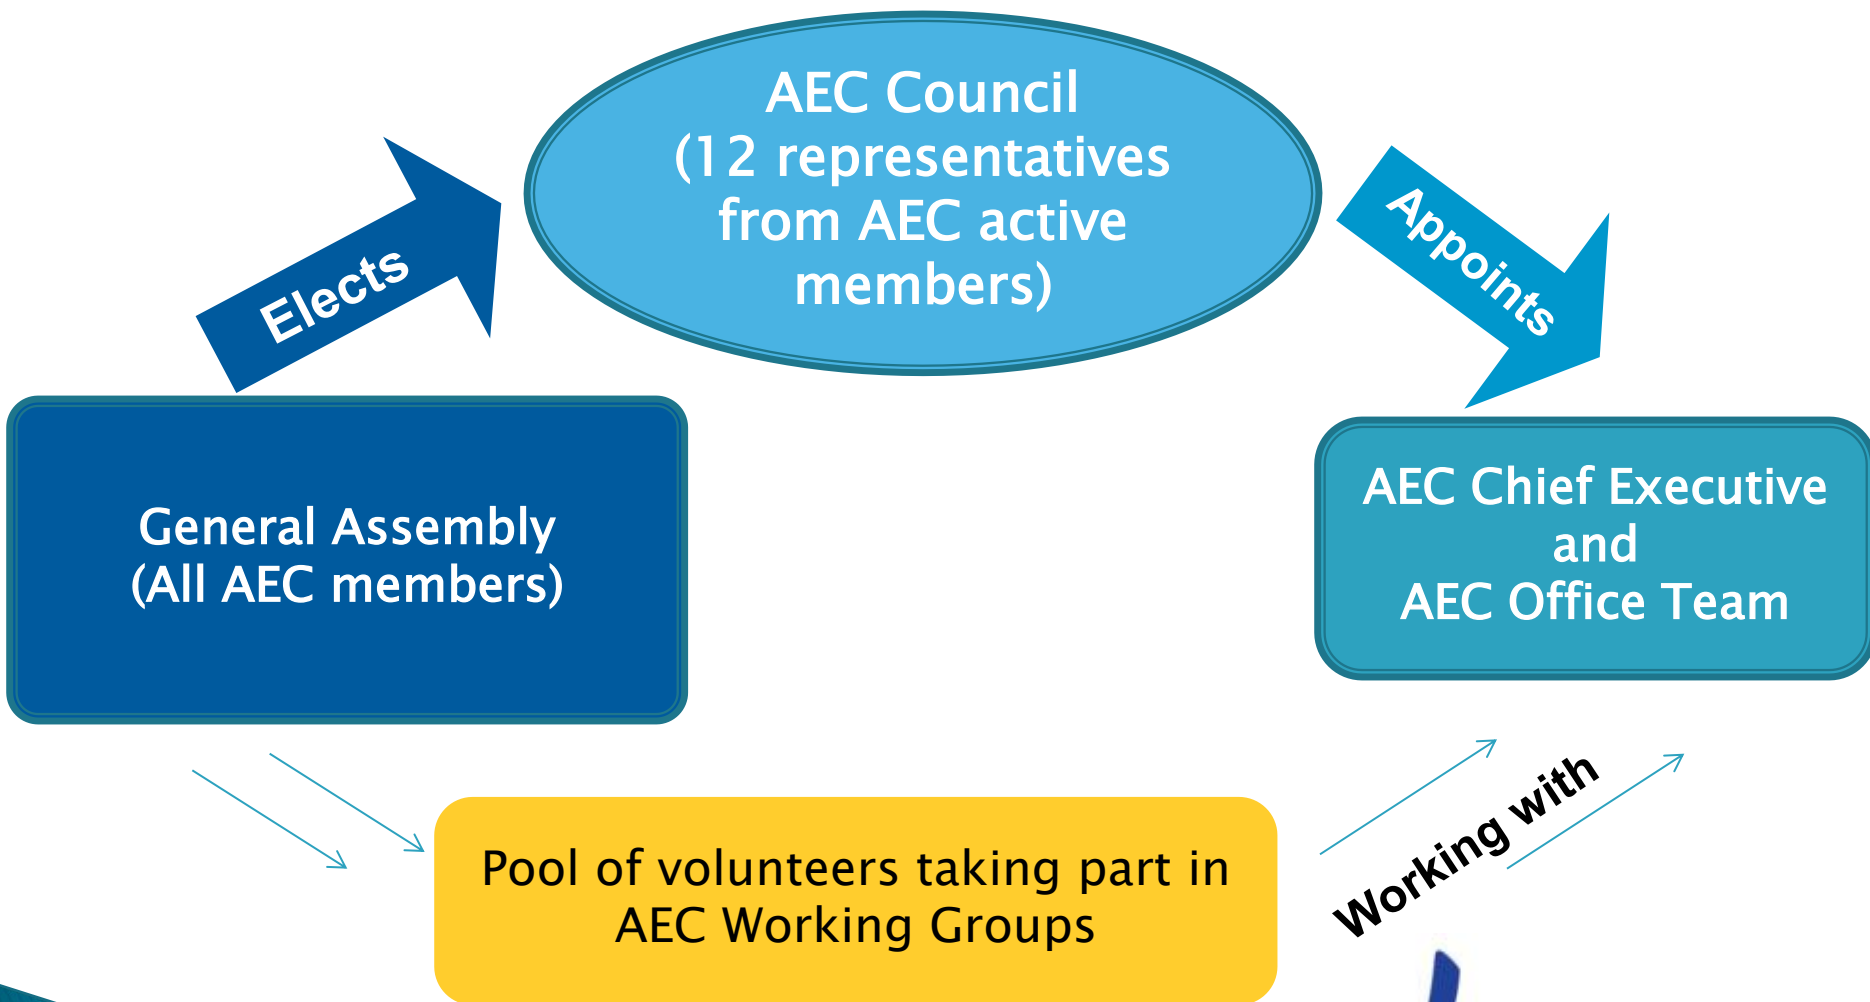 AEC Council
(12 representatives
from AEC active
members)
Elects
Appoints
General Assembly
(All AEC members)
AEC Chief Executive
and
AEC Office Team
Pool of volunteers taking part in
AEC Working Groups
Working with